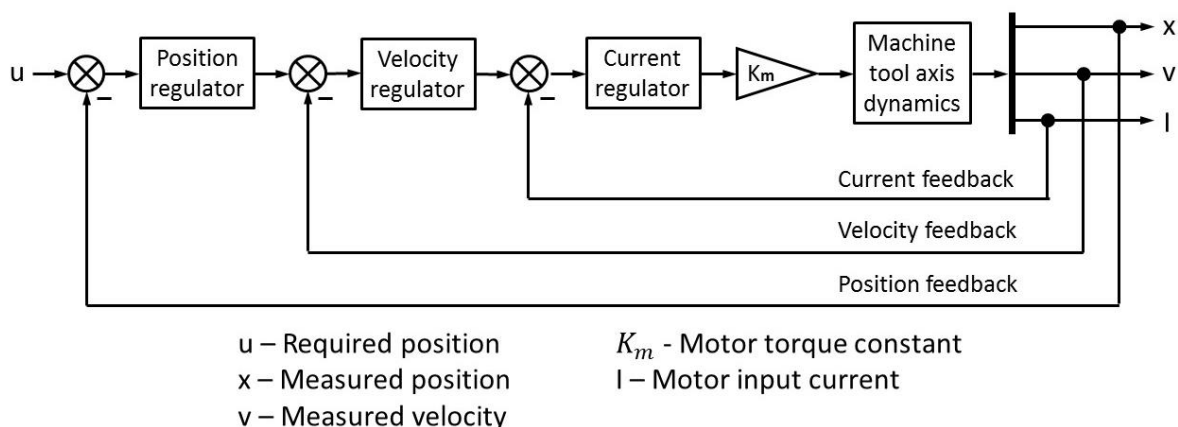 u
Position
regulator
Velocity
regulator
Current
regulator
Kₘ
Machine
tool axis
dynamics
x
v
I
−
−
−
Current feedback
Velocity feedback
Position feedback
u – Required position
x – Measured position
v – Measured velocity
Kₘ - Motor torque constant
I – Motor input current